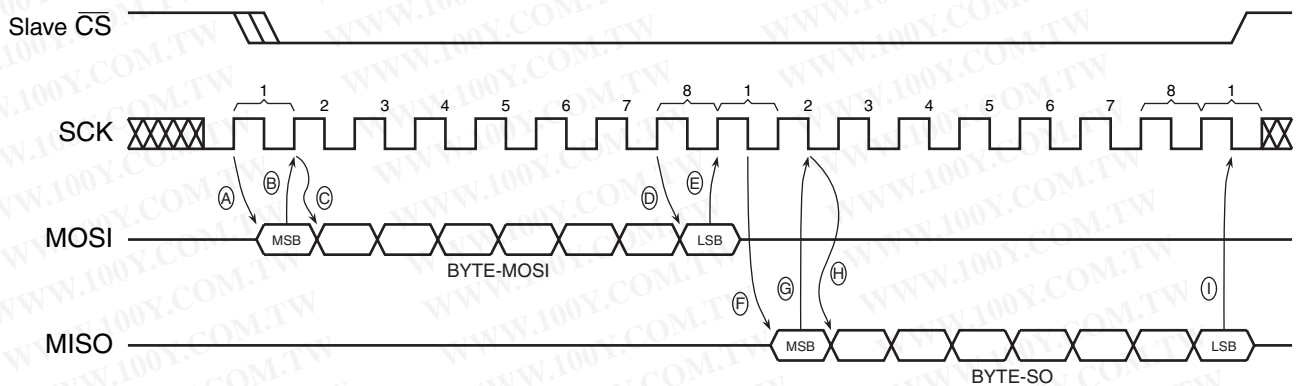 Slave CS
1 2 3 4 5 6 7 8 1 2 3 4 5 6 7 8 1
SCK
A B C D E
MOSI MSB LSB
BYTE-MOSI
F G H I
MISO MSB LSB
BYTE-SO
WWW.100Y.COM.TW